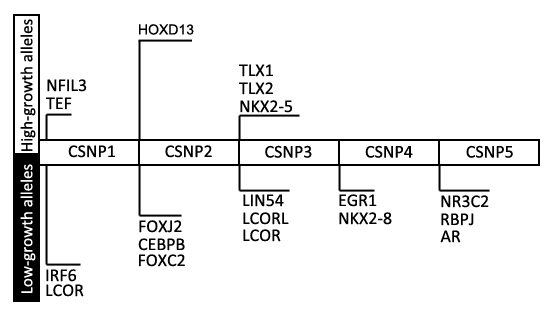 High-growth alleles
HOXD13
NFIL3
TEF
TLX1
TLX2
NKX2-5
CSNP1 CSNP2 CSNP3 CSNP4 CSNP5
Low-growth alleles
IRF6
LCOR
FOXJ2
CEBPB
FOXC2
LIN54
LCORL
LCOR
EGR1
NKX2-8
NR3C2
RBPJ
AR